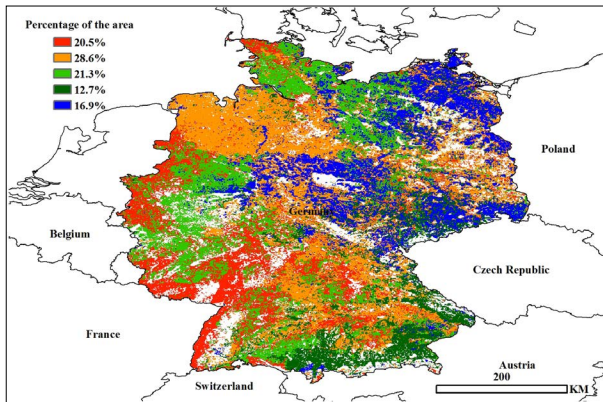 Percentage of the area
20.5%
28.6%
21.3%
12.7%
16.9%
Poland
Belgium
German
Czech Republic
France
Austria
Switzerland
200
KM